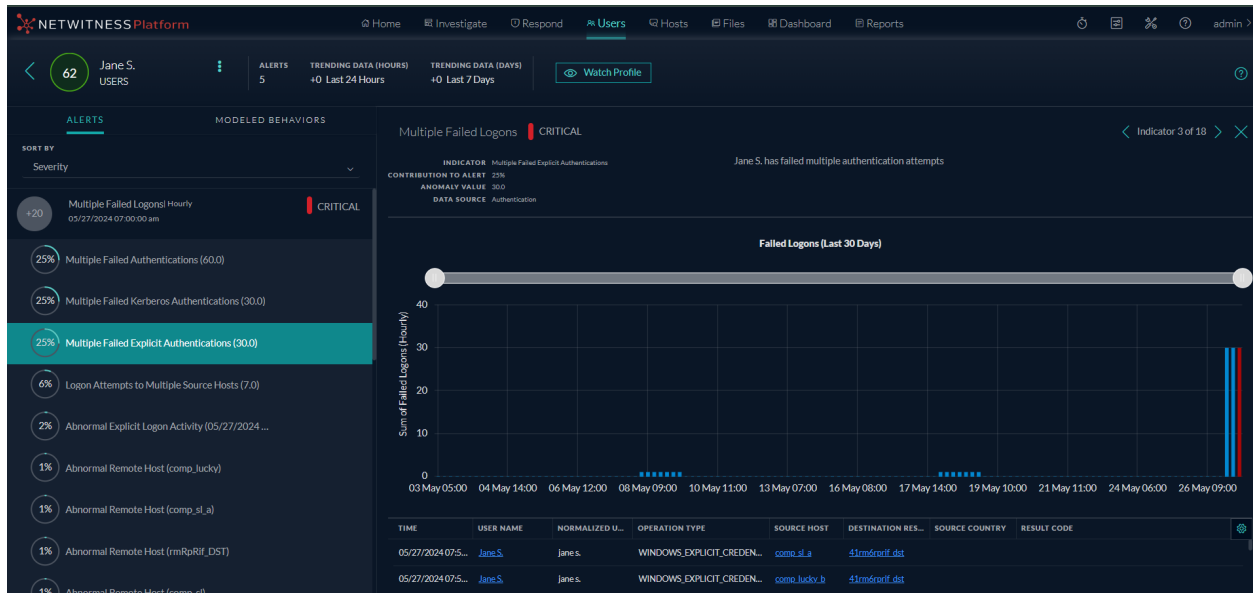 NETWITNESS Platform
Home Investigate Respond Users Hosts Files Dashboard Reports admin >
62
Jane S.
USERS
ALERTS
5
TRENDING DATA (HOURS)
+0 Last 24 Hours
TRENDING DATA (DAYS)
+0 Last 7 Days
Watch Profile
ALERTS MODELED BEHAVIORS
SORT BY
Severity
+20
Multiple Failed Logons| Hourly
05/27/2024 07:00:00 am
CRITICAL
25% Multiple Failed Authentications (60.0)
25% Multiple Failed Kerberos Authentications (30.0)
25% Multiple Failed Explicit Authentications (30.0)
6% Logon Attempts to Multiple Source Hosts (7.0)
2% Abnormal Explicit Logon Activity (05/27/2024 ...
1% Abnormal Remote Host (comp_lucky)
1% Abnormal Remote Host (comp_sl_a)
1% Abnormal Remote Host (rmRpRif_DST)
1% Abnormal Remote Host (comp_sl)
Multiple Failed Logons CRITICAL
Indicator 3 of 18
INDICATOR Multiple Failed Explicit Authentications
CONTRIBUTION TO ALERT 25%
ANOMALY VALUE 30.0
DATA SOURCE Authentication
Jane S. has failed multiple authentication attempts
Failed Logons (Last 30 Days)
Sum of Failed Logons (Hourly)
40
30
20
10
0
03 May 05:00 04 May 14:00 06 May 12:00 08 May 09:00 10 May 11:00 13 May 07:00 16 May 08:00 17 May 14:00 19 May 10:00 21 May 11:00 24 May 06:00 26 May 09:00
TIME USER NAME NORMALIZED U... OPERATION TYPE SOURCE HOST DESTINATION RES... SOURCE COUNTRY RESULT CODE
05/27/2024 07:5... Jane S. jane s. WINDOWS_EXPLICIT_CREDEN... comp_sl_a 41rm6rprif_dst
05/27/2024 07:5... Jane S. jane s. WINDOWS_EXPLICIT_CREDEN... comp_lucky_b 41rm6rprif_dst